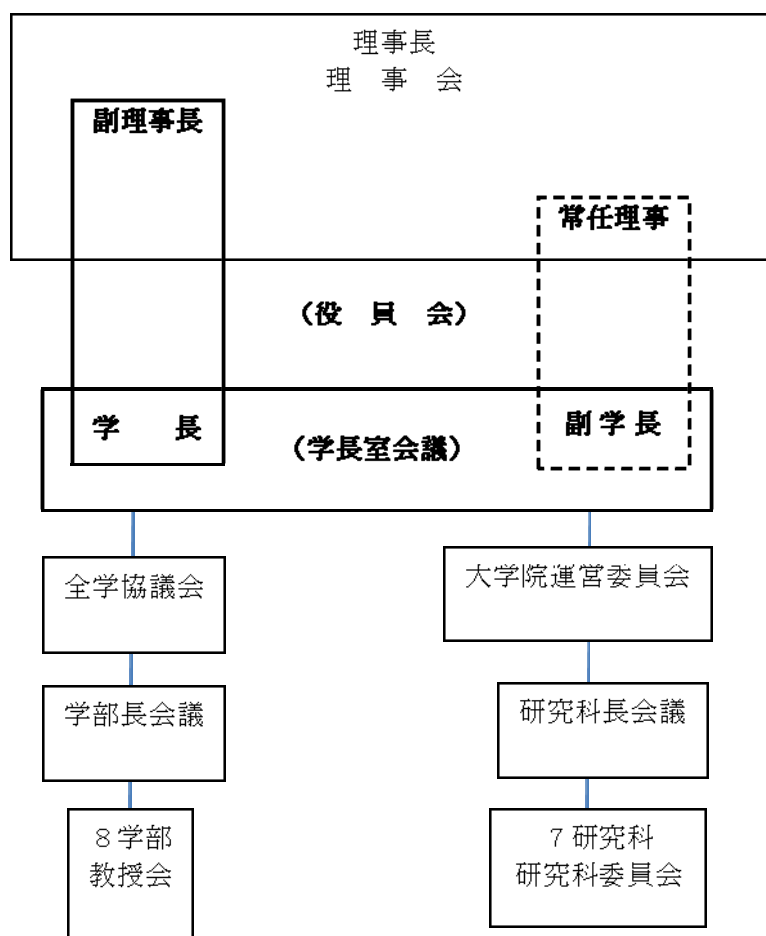 理事長
理 事 会
副理事長
常任理事
（役 員 会）
学 長
（学長室会議）
副 学 長
全学協議会
大学院運営委員会
学部長会議
研究科長会議
８学部
教授会
７研究科
研究科委員会